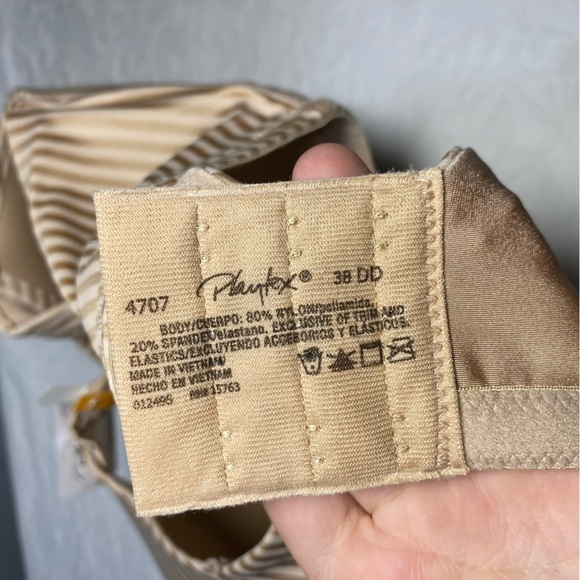 4707 Playtex® 38 DD
BODY/CUERPO: 80% NYLON/poliamida,
20% SPANDEX/elastano, EXCLUSIVE OF TRIM AND
ELASTICS/EXCLUYENDO ACCESORIOS Y ELASTICOS.
MADE IN VIETNAM
HECHO EN VIETNAM
012496 RN# 15763